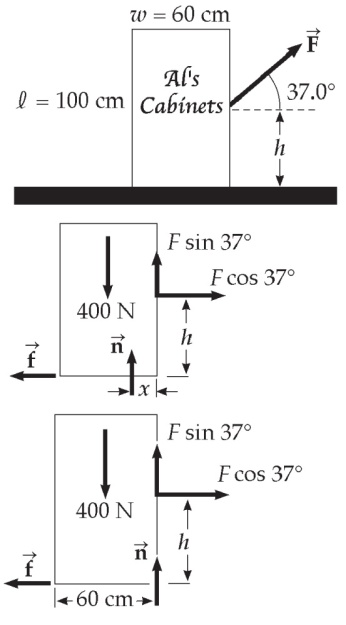 w = 60 cm
F⃗
Al's
Cabinets
ℓ = 100 cm
37.0°
h
F sin 37°
F cos 37°
400 N
n⃗
h
f⃗
x
F sin 37°
F cos 37°
400 N
n⃗
h
f⃗
60 cm